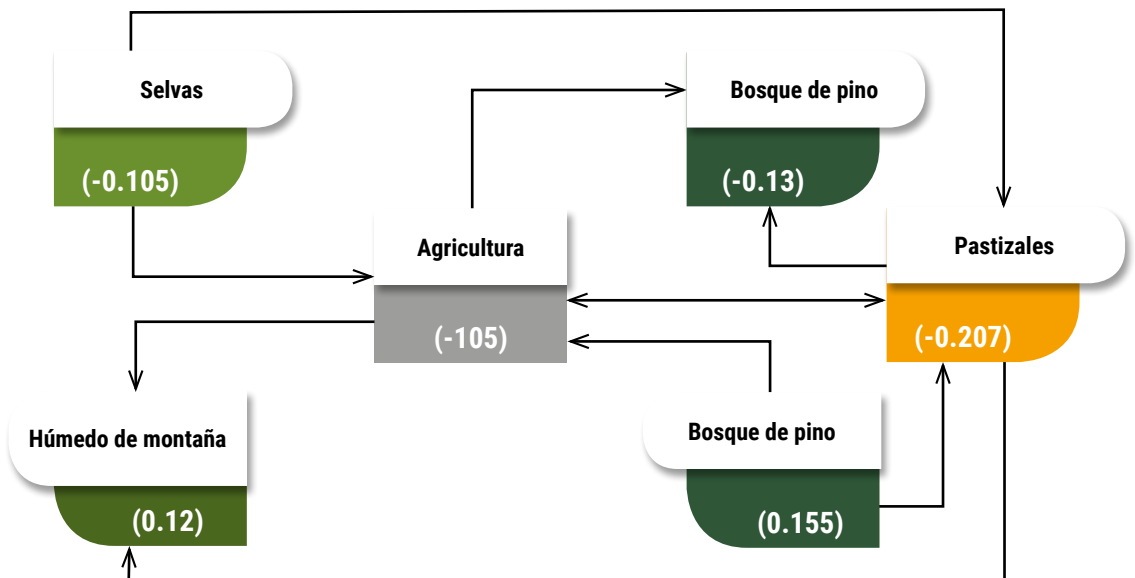 Selvas
(-0.105)
Bosque de pino
(-0.13)
Agricultura
(-105)
Pastizales
(-0.207)
Húmedo de montaña
(0.12)
Bosque de pino
(0.155)